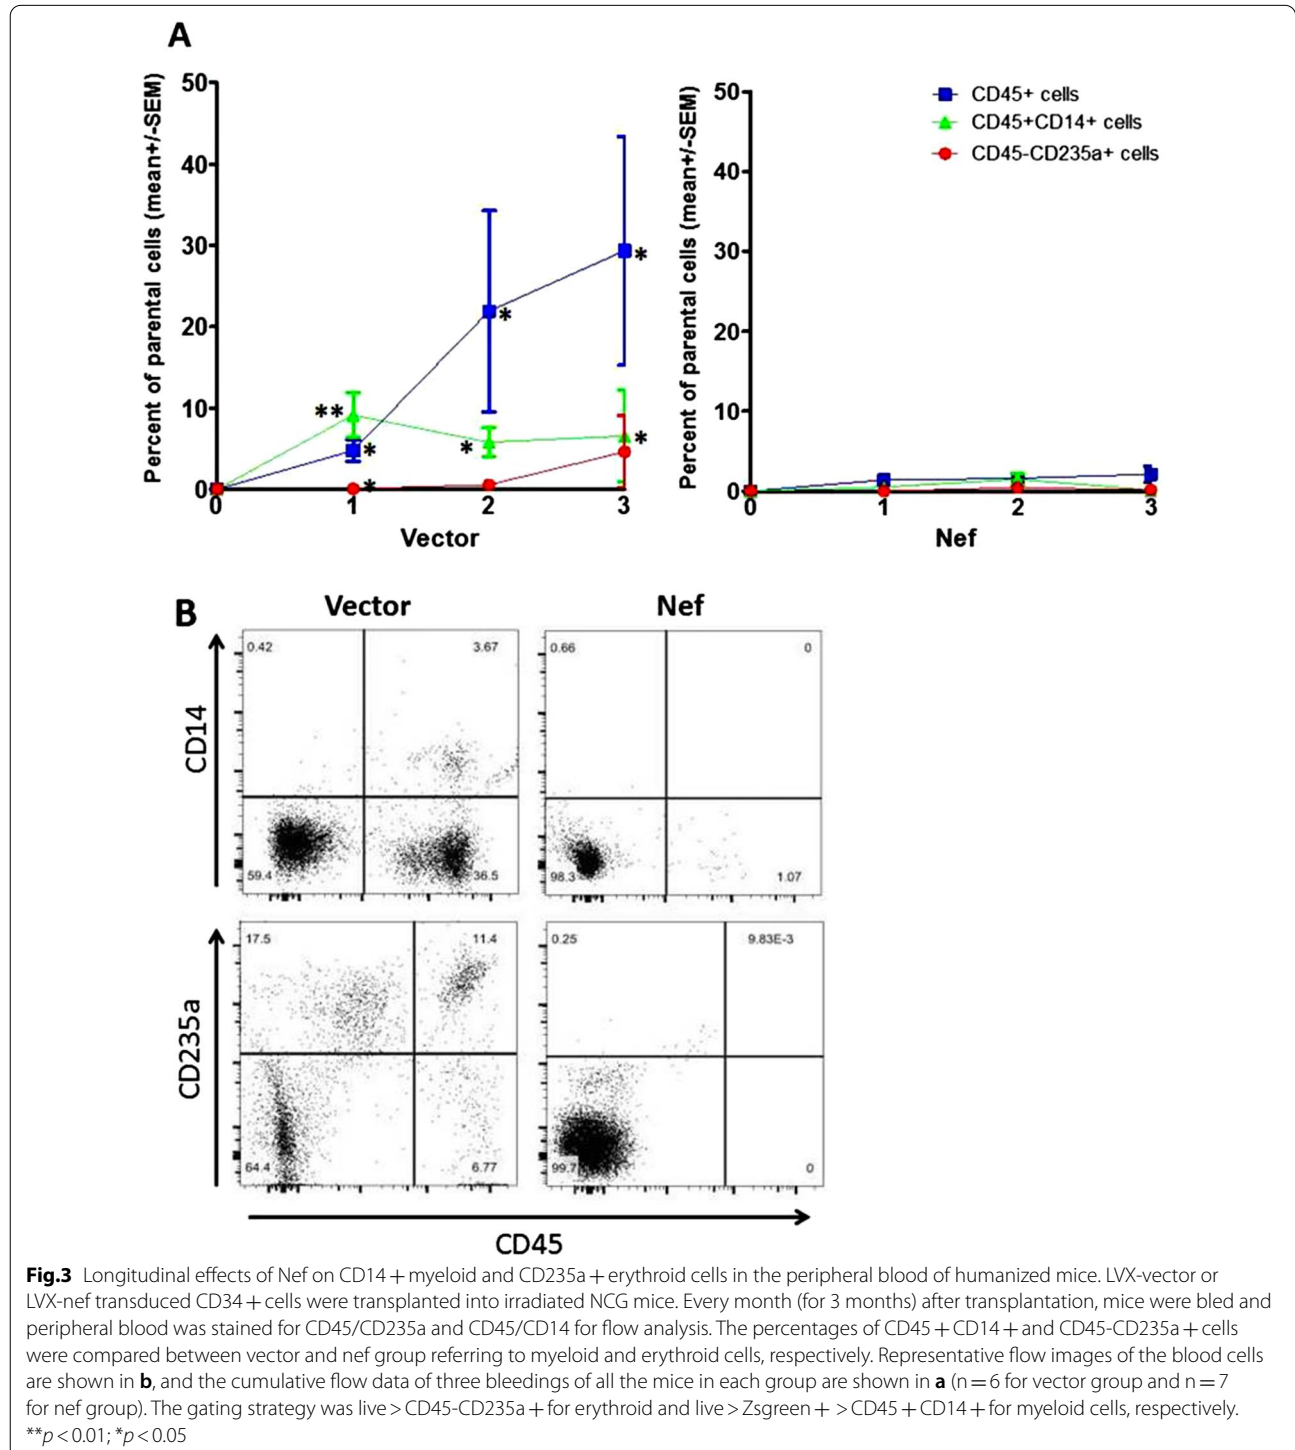 A
Percent of parental cells (mean+/-SEM)
50
40
30
20
10
0
0 1 2 3
** * * * * * *
Vector
Percent of parental cells (mean+/-SEM)
50
40
30
20
10
0
0 1 2 3
Nef
CD45+ cells
CD45+CD14+ cells
CD45-CD235a+ cells
B
Vector Nef
CD14
0.42 3.67
59.4 36.5
0.66 0
98.3 1.07
CD235a
17.5 11.4
64.4 6.77
0.25 9.83E-3
99.7 0
CD45
Fig.3 Longitudinal effects of Nef on CD14+myeloid and CD235a+erythroid cells in the peripheral blood of humanized mice. LVX-vector or
LVX-nef transduced CD34+cells were transplanted into irradiated NCG mice. Every month (for 3 months) after transplantation, mice were bled and
peripheral blood was stained for CD45/CD235a and CD45/CD14 for flow analysis. The percentages of CD45+CD14+and CD45-CD235a+cells
were compared between vector and nef group referring to myeloid and erythroid cells, respectively. Representative flow images of the blood cells
are shown in b, and the cumulative flow data of three bleedings of all the mice in each group are shown in a (n=6 for vector group and n=7
for nef group). The gating strategy was live>CD45-CD235a+for erythroid and live>Zsgreen+ >CD45+CD14+for myeloid cells, respectively.
**p<0.01; *p<0.05